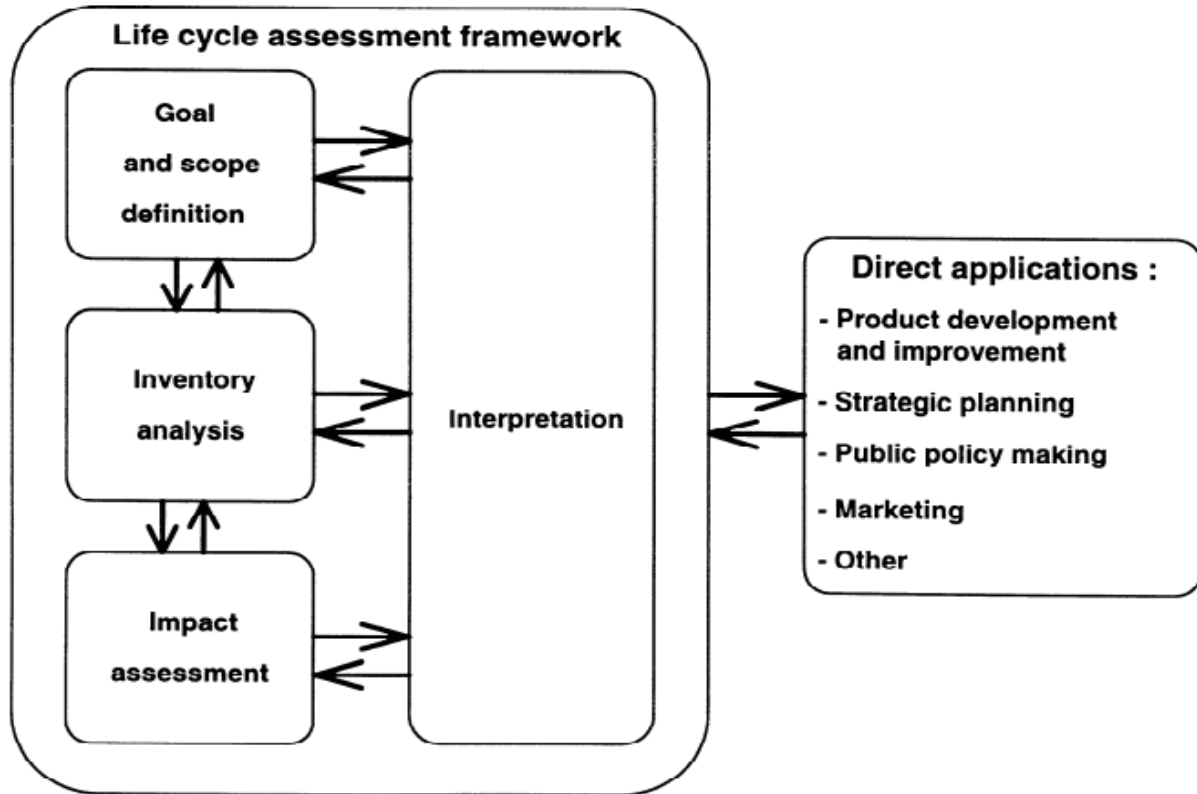 Life cycle assessment framework
Goal
and scope
definition
Inventory
analysis
Impact
assessment
Interpretation
Direct applications :
- Product development
and improvement
- Strategic planning
- Public policy making
- Marketing
- Other